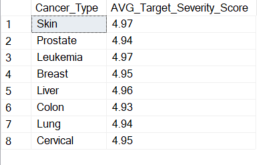 Cancer_Type AVG_Target_Severity_Score
1 Skin 4.97
2 Prostate 4.94
3 Leukemia 4.97
4 Breast 4.95
5 Liver 4.96
6 Colon 4.93
7 Lung 4.94
8 Cervical 4.95